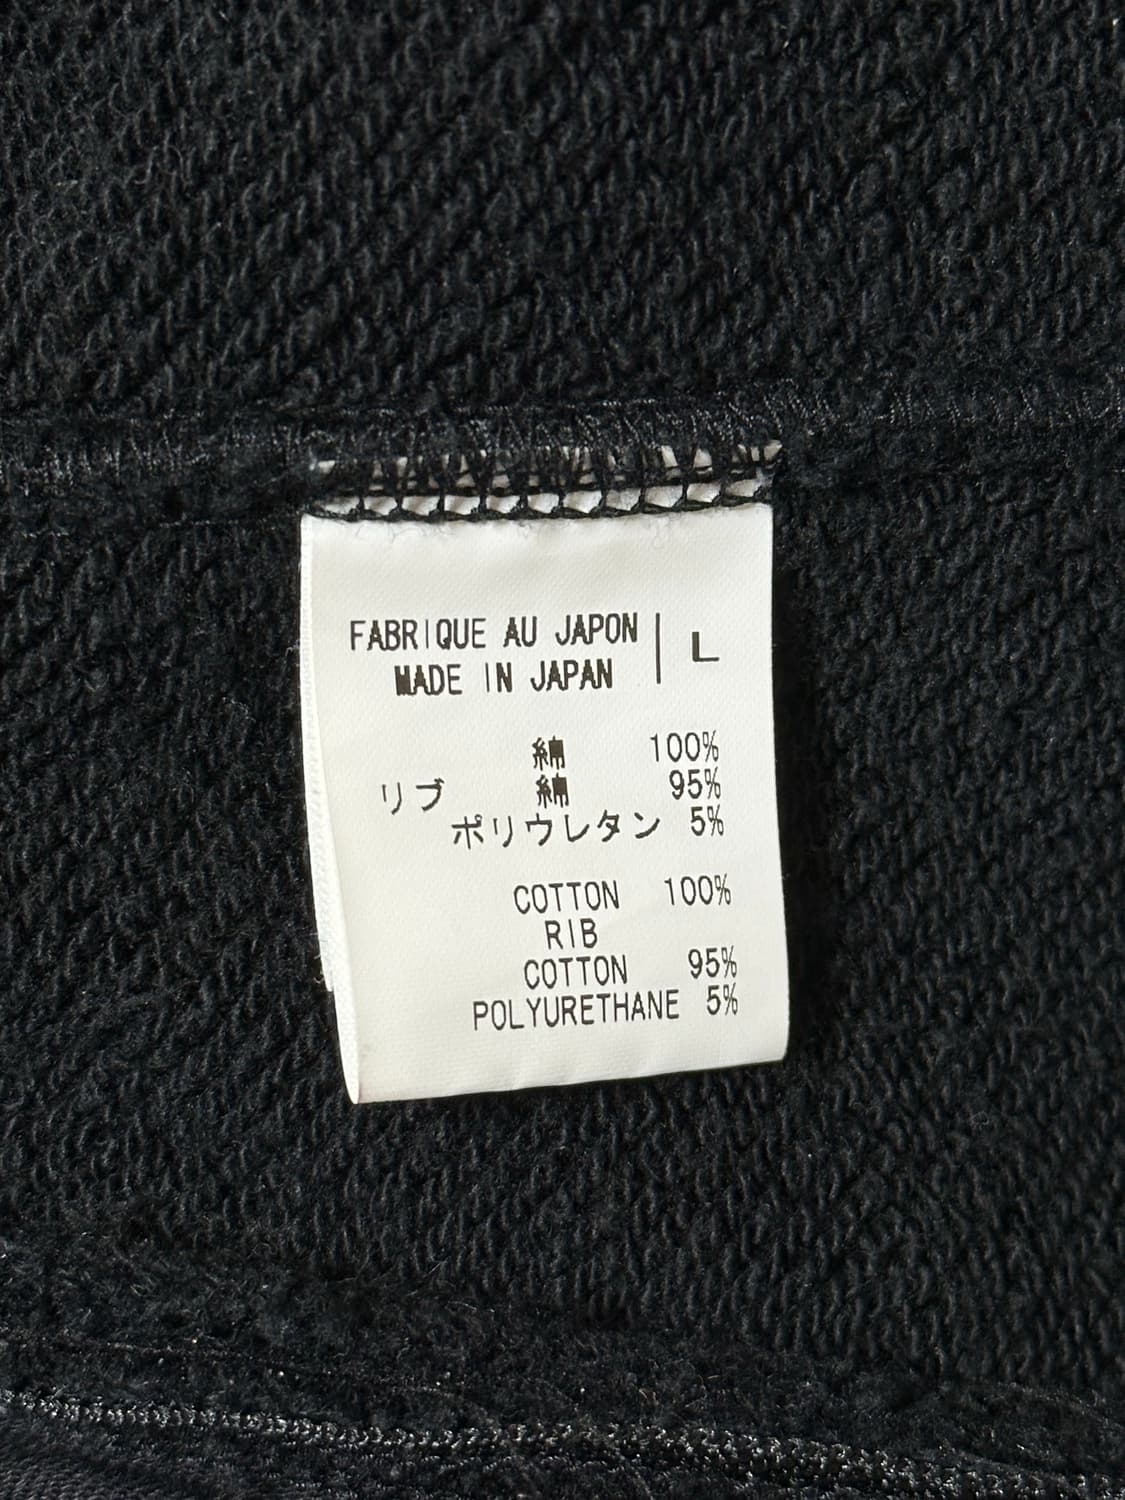 FABRIQUE AU JAPON | L
MADE IN JAPAN
綿 100%
リブ 綿 95%
ポリウレタン 5%
COTTON 100%
RIB
COTTON 95%
POLYURETHANE 5%